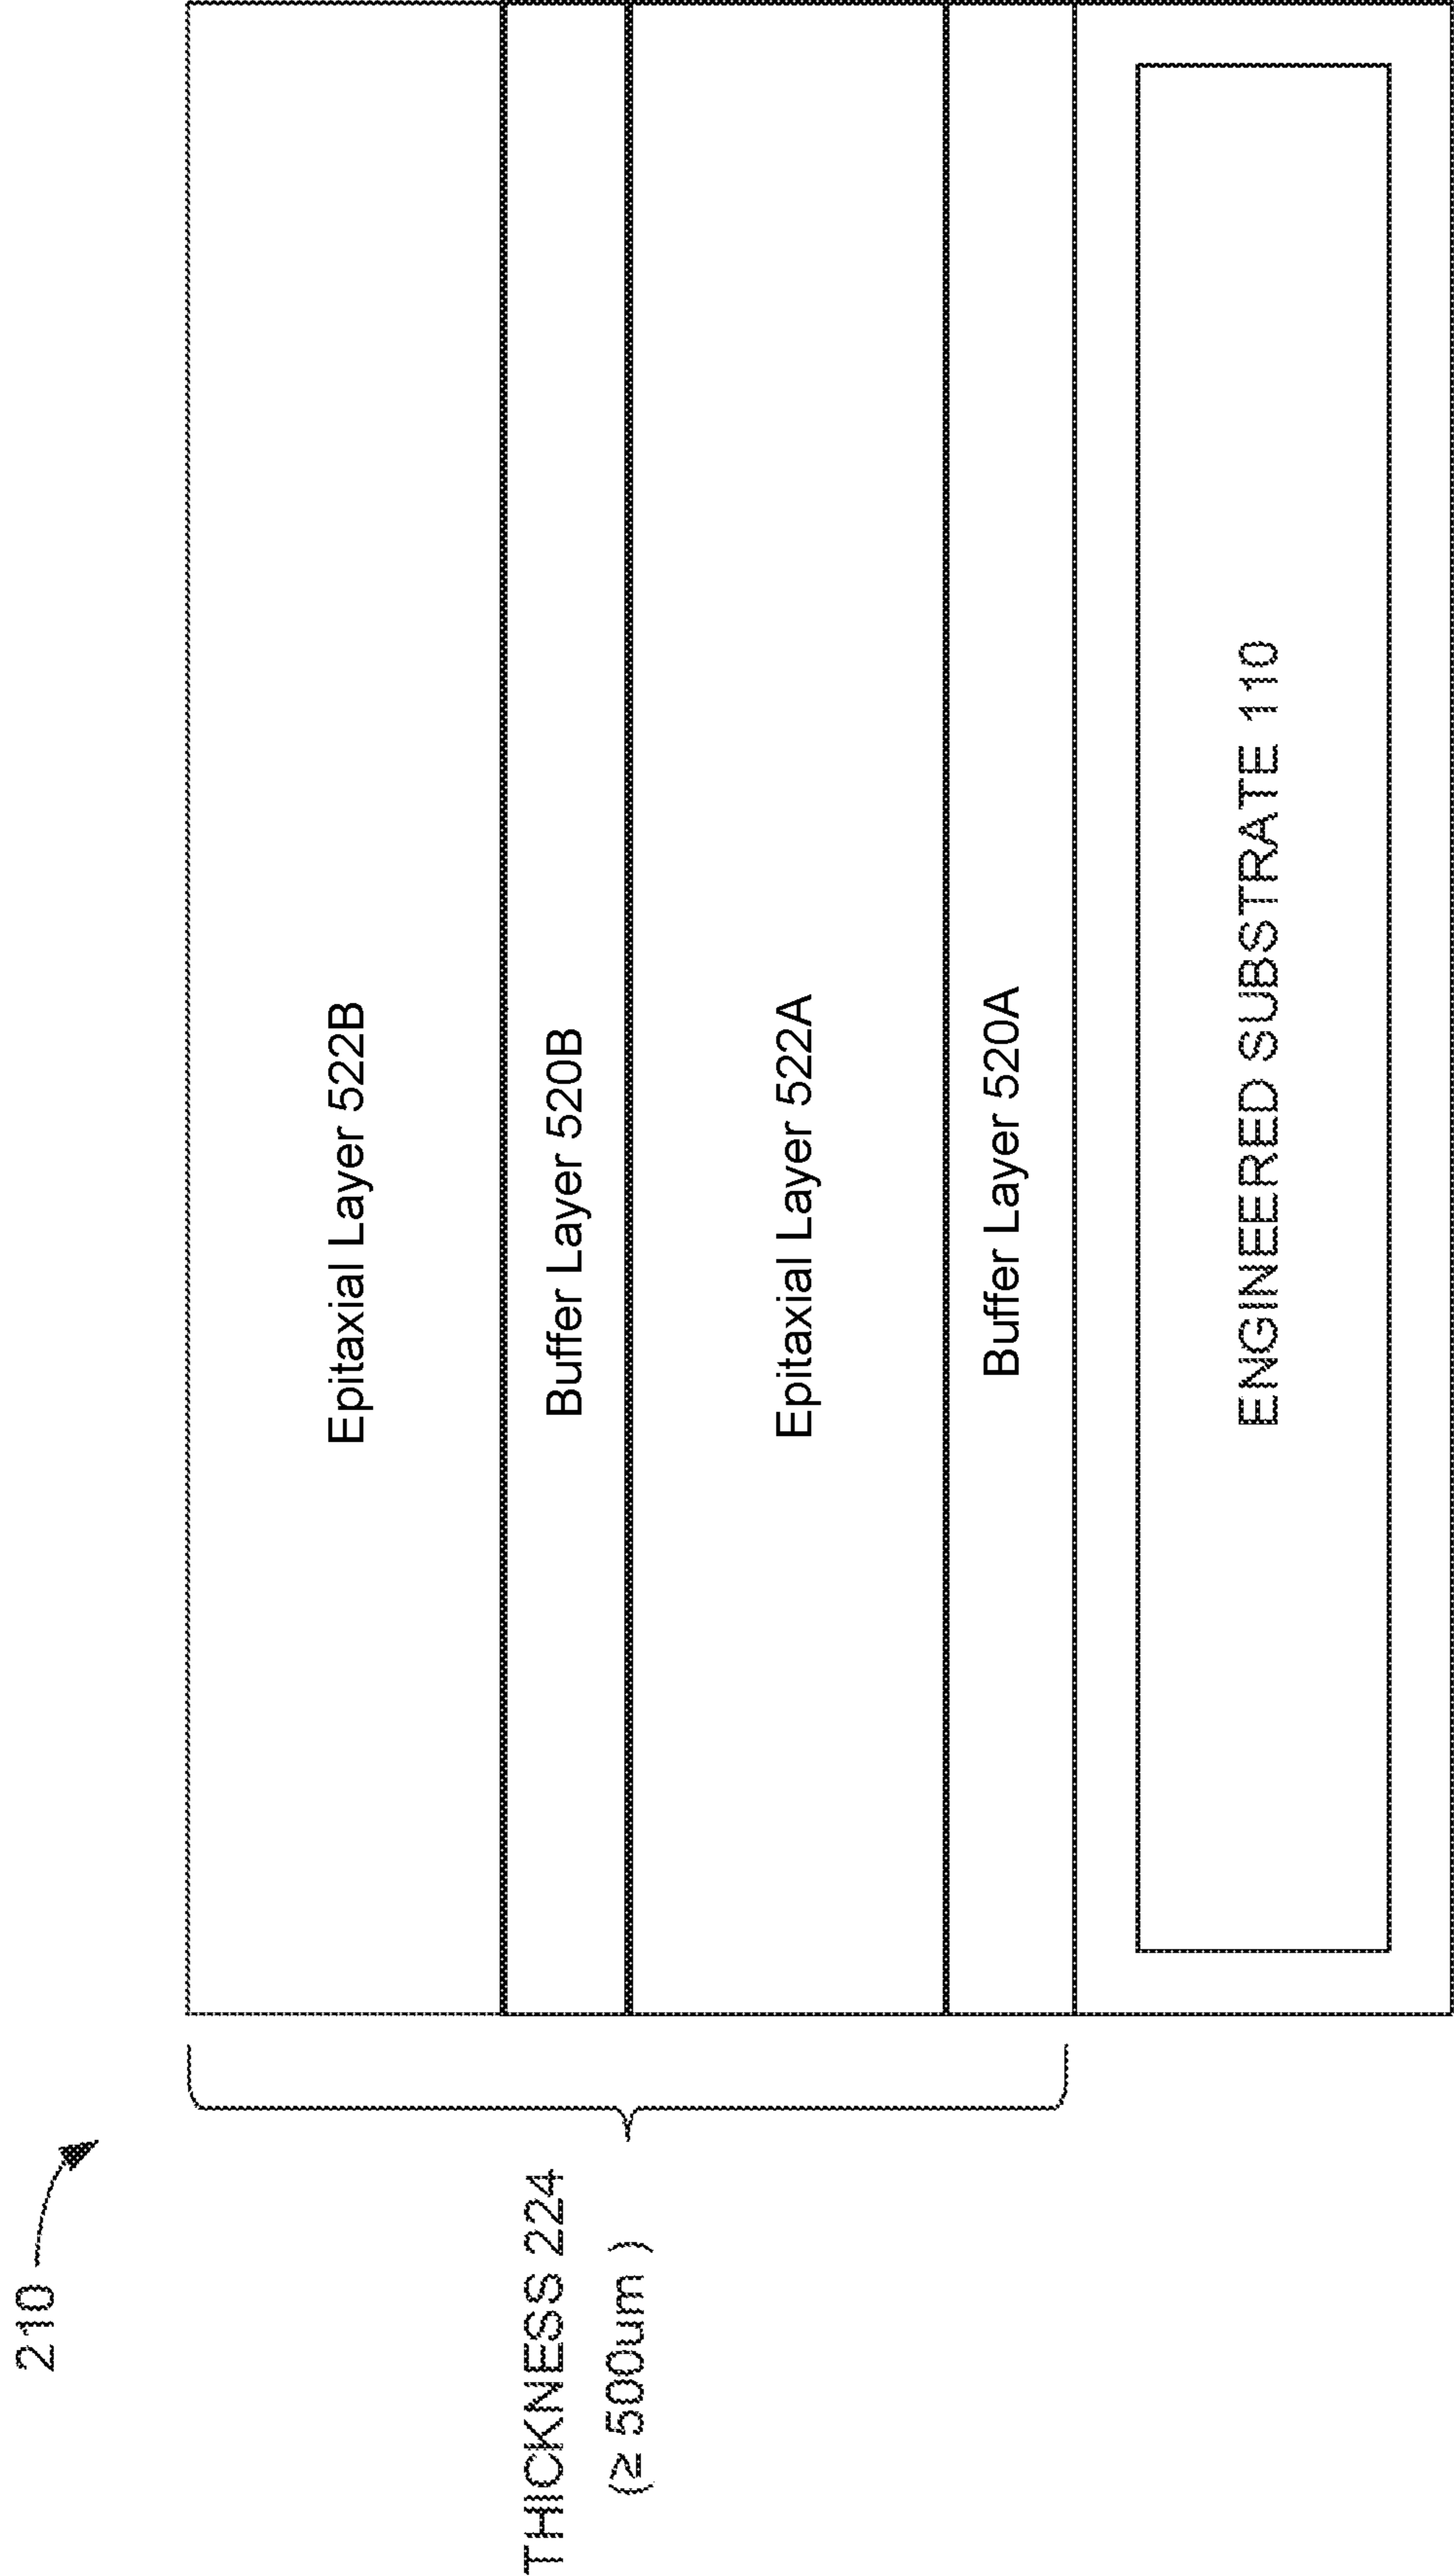 210
Epitaxial Layer 522B
Buffer Layer 520B
THICKNESS 224
(≥ 500um )
Epitaxial Layer 522A
Buffer Layer 520A
ENGINEERED SUBSTRATE 110